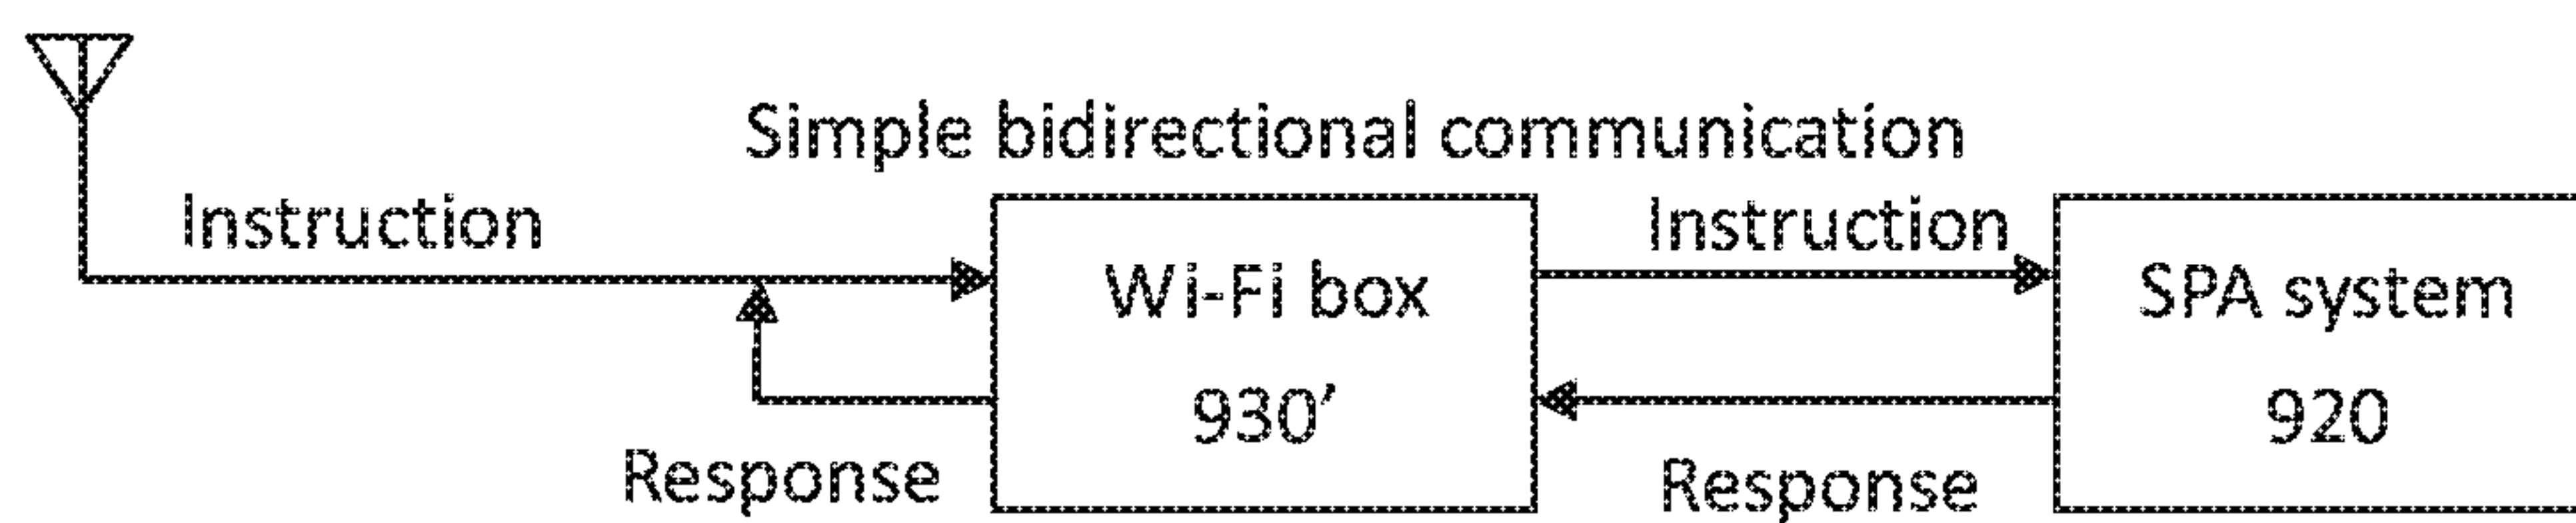 Simple bidirectional communication
Instruction
Instruction
Wi-Fi box
SPA system
930′
920
Response
Response